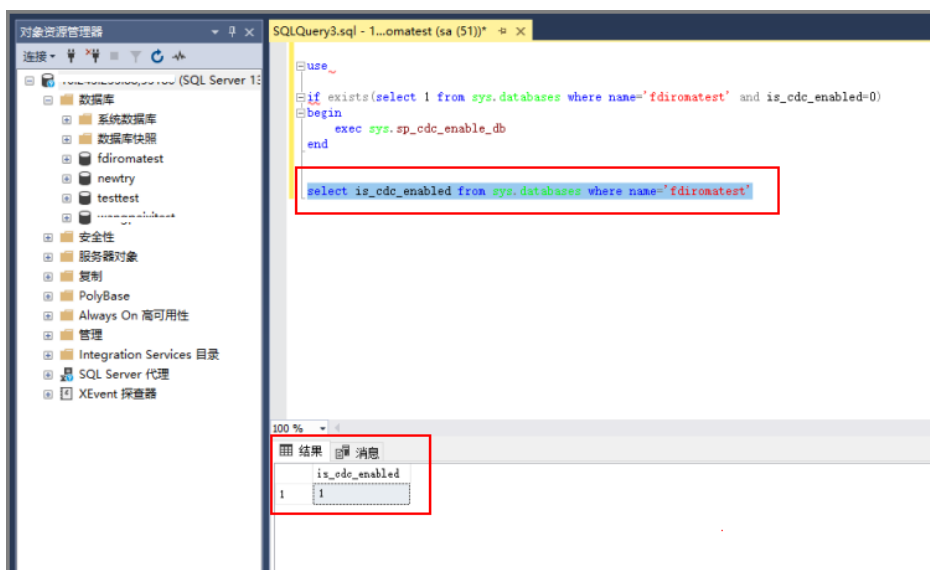 对象资源管理器
连接
(SQL Server 13
数据库
系统数据库
数据库快照
fdiromatest
newtry
testtest
安全性
服务器对象
复制
PolyBase
Always On 高可用性
管理
Integration Services 目录
SQL Server 代理
XEvent 探查器
SQLQuery3.sql - 1...omatest (sa (51))*
use
if exists(select 1 from sys.databases where name='fdiromatest' and is_cdc_enabled=0)
begin
exec sys.sp_cdc_enable_db
end
select is_cdc_enabled from sys.databases where name='fdiromatest'
100 %
结果 消息
is_cdc_enabled
1 1